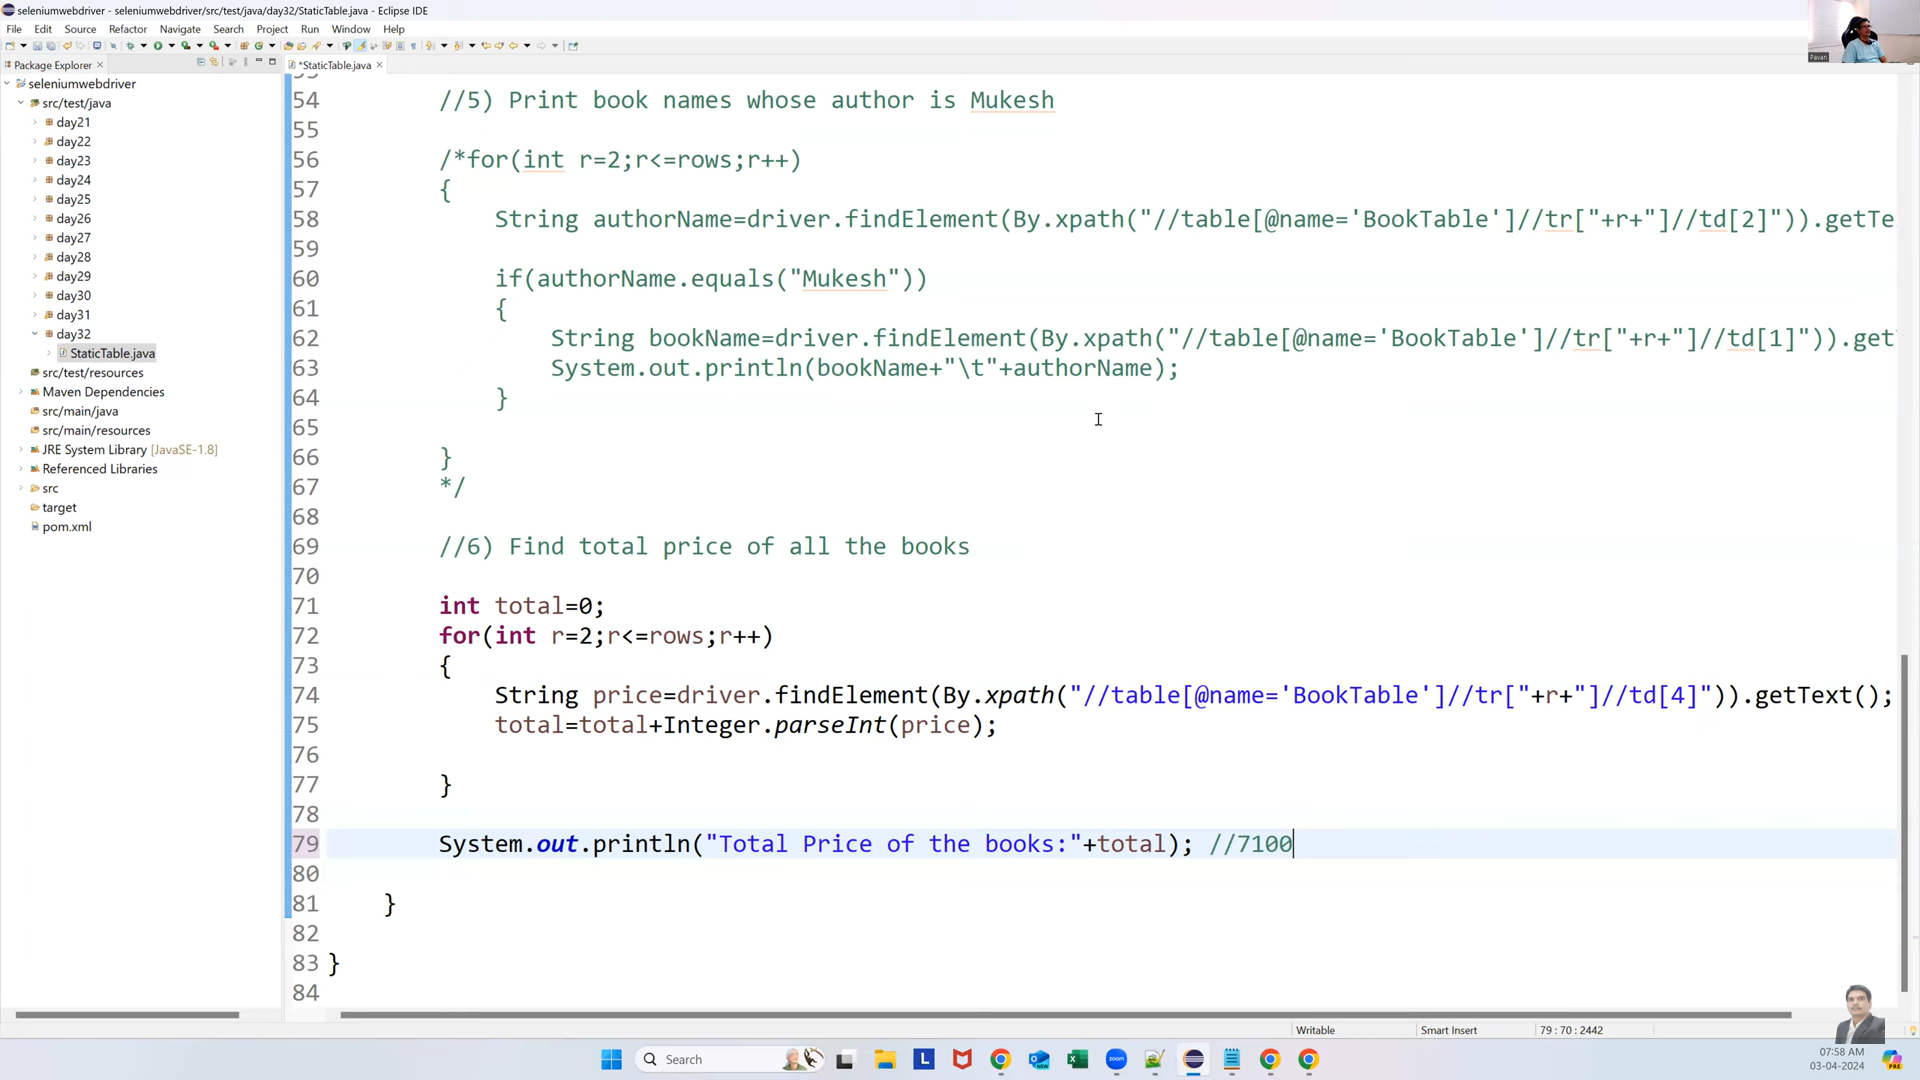 seleniumwebdriver - seleniumwebdriver/src/test/java/day32/StaticTable.java - Eclipse IDE
File Edit Source Refactor Navigate Search Project Run Window Help
Package Explorer
*StaticTable.java
Pavan
seleniumwebdriver
src/test/java
day21
day22
day23
day24
day25
day26
day27
day28
day29
day30
day31
day32
StaticTable.java
src/test/resources
Maven Dependencies
src/main/java
src/main/resources
JRE System Library [JavaSE-1.8]
Referenced Libraries
src
target
pom.xml
54 //5) Print book names whose author is Mukesh
55
56 /*for(int r=2;r<=rows;r++)
57 {
58 String authorName=driver.findElement(By.xpath("//table[@name='BookTable']//tr["+r+"]//td[2]")).getTe
59
60 if(authorName.equals("Mukesh"))
61 {
62 String bookName=driver.findElement(By.xpath("//table[@name='BookTable']//tr["+r+"]//td[1]")).get
63 System.out.println(bookName+"\t"+authorName);
64 }
65
66 }
67 */
68
69 //6) Find total price of all the books
70
71 int total=0;
72 for(int r=2;r<=rows;r++)
73 {
74 String price=driver.findElement(By.xpath("//table[@name='BookTable']//tr["+r+"]//td[4]")).getText();
75 total=total+Integer.parseInt(price);
76
77 }
78
79 System.out.println("Total Price of the books:"+total); //7100
80
81 }
82
83 }
84
Writable Smart Insert 79 : 70 : 2442
Search
L
zoom
07:58 AM
03-04-2024
PRE